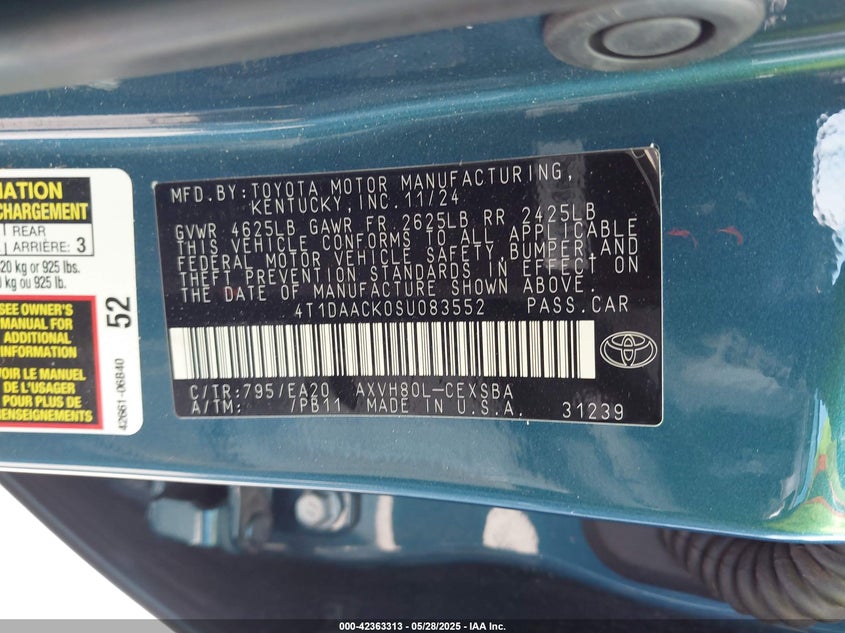 MATION
CHARGEMENT
REAR
ARRIÈRE: 3
20 kg or 925 lbs.
kg ou 925 lb.
SEE OWNER'S
MANUAL FOR
ADDITIONAL
INFORMATION
LE MANUEL
DE L'USAGER
POUR PLUS DE
RENSEIGNEMENTS
52
42661-06840
MFD.BY:TOYOTA MOTOR MANUFACTURING,
KENTUCKY, INC. 11/24
GVWR 4625LB GAWR FR 2625LB RR 2425LB
THIS VEHICLE CONFORMS TO ALL APPLICABLE
FEDERAL MOTOR VEHICLE SAFETY,BUMPER,AND
THEFT PREVENTION STANDARDS IN EFFECT ON
THE DATE OF MANUFACTURE SHOWN ABOVE.
4T1DAACK0SU083552 PASS.CAR
C/TR:795/EA20 AXVH80L-CEXSBA
A/TM: /PB11 MADE IN U.S.A. 31239
000-42363313 - 05/28/2025 - IAA Inc.